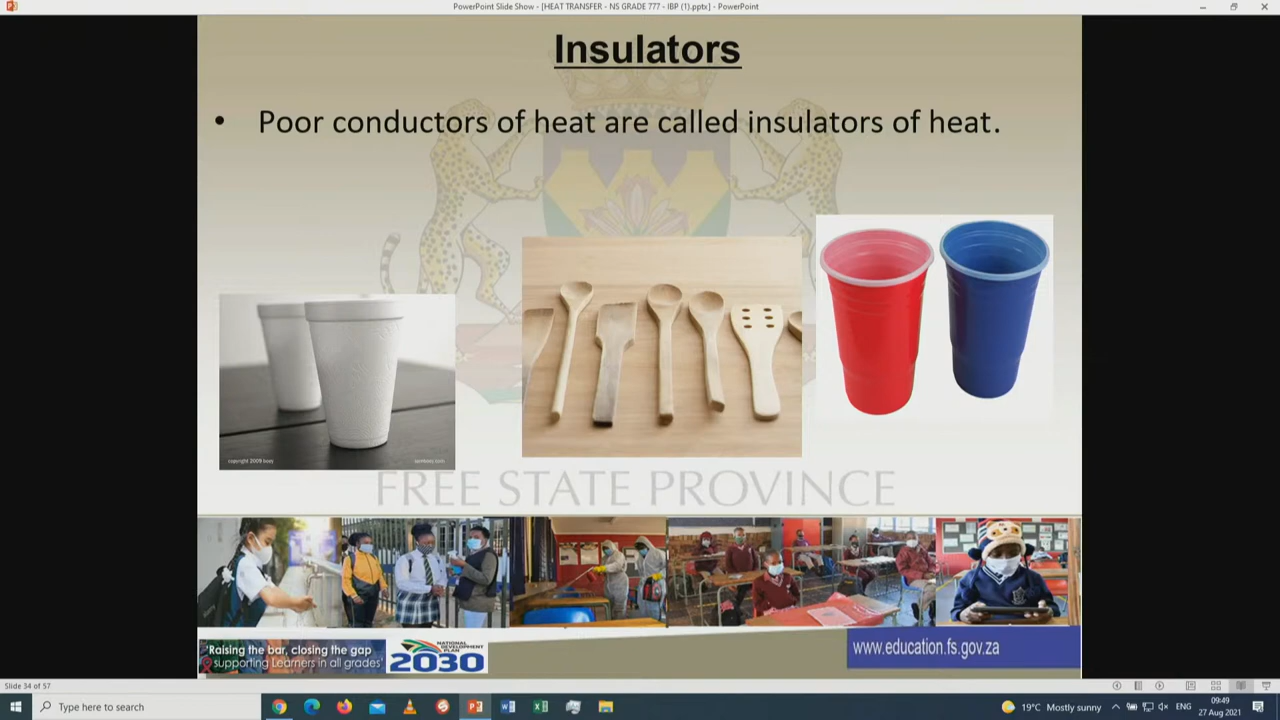 PowerPoint Slide Show - [HEAT TRANSFER - NS GRADE 777 - IBP (1).pptx] - PowerPoint
Insulators
• Poor conductors of heat are called insulators of heat.
copyright 2009 boxy
FREE STATE PROVINCE
'Raising the bar, closing the gap
supporting Learners in all grades'
NATIONAL
DEVELOPMENT
PLAN
2030
www.education.fs.gov.za
Slide 34 of 57
Type here to search
19°C Mostly sunny
ENG
09:49
27 Aug 2021